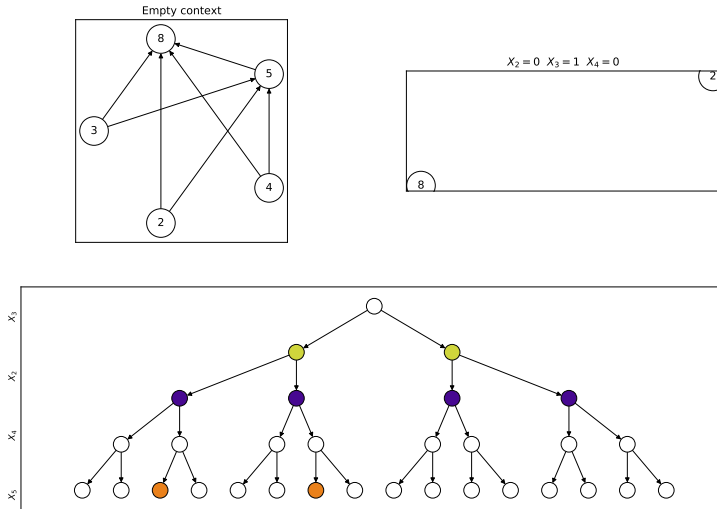 Empty context
8
5
3
4
2
X₂ = 0 X₃ = 1 X₄ = 0
2
8
X₃
X₂
X₄
X₅